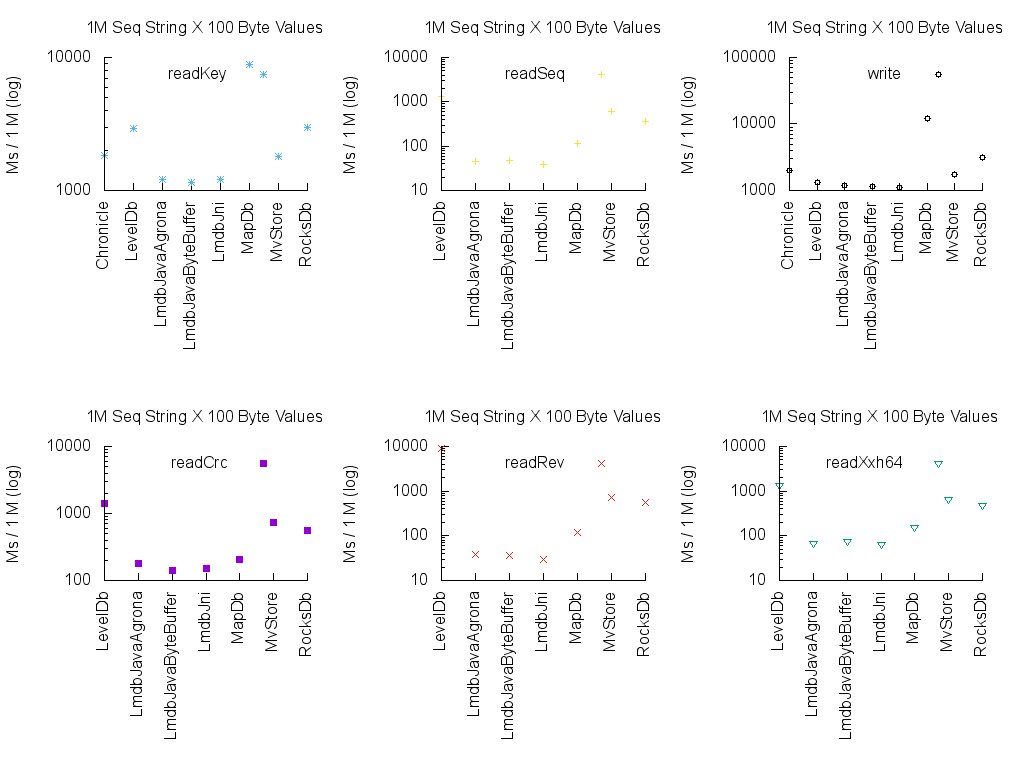 1M Seq String X 100 Byte Values
readKey
Ms / 1 M (log)
10000
1000
Chronicle
LevelDb
LmdbJavaAgrona
LmdbJavaByteBuffer
LmdbJni
MapDb
MvStore
RocksDb
1M Seq String X 100 Byte Values
readSeq
Ms / 1 M (log)
10000
1000
100
10
LevelDb
LmdbJavaAgrona
LmdbJavaByteBuffer
LmdbJni
MapDb
MvStore
RocksDb
1M Seq String X 100 Byte Values
write
Ms / 1 M (log)
100000
10000
1000
Chronicle
LevelDb
LmdbJavaAgrona
LmdbJavaByteBuffer
LmdbJni
MapDb
MvStore
RocksDb
1M Seq String X 100 Byte Values
readCrc
Ms / 1 M (log)
10000
1000
100
LevelDb
LmdbJavaAgrona
LmdbJavaByteBuffer
LmdbJni
MapDb
MvStore
RocksDb
1M Seq String X 100 Byte Values
readRev
Ms / 1 M (log)
10000
1000
100
10
LevelDb
LmdbJavaAgrona
LmdbJavaByteBuffer
LmdbJni
MapDb
MvStore
RocksDb
1M Seq String X 100 Byte Values
readXxh64
Ms / 1 M (log)
10000
1000
100
10
LevelDb
LmdbJavaAgrona
LmdbJavaByteBuffer
LmdbJni
MapDb
MvStore
RocksDb